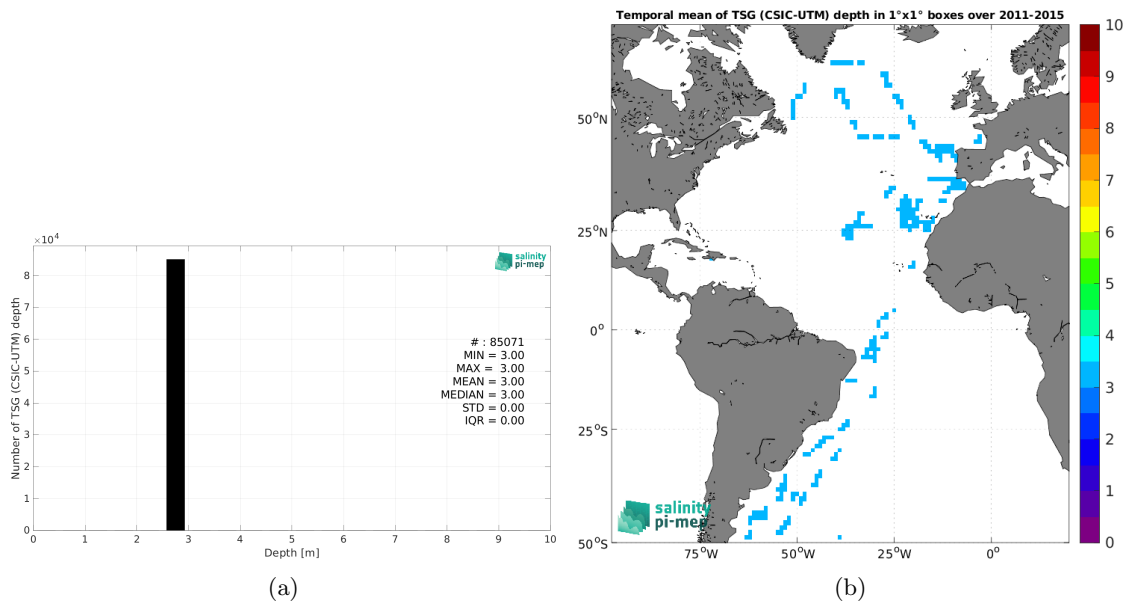 ×10⁴
8
7
6
5
4
3
2
1
0
Number of TSG (CSIC-UTM) depth
salinity
pi-mep
# : 85071
MIN = 3.00
MAX = 3.00
MEAN = 3.00
MEDIAN = 3.00
STD = 0.00
IQR = 0.00
0 1 2 3 4 5 6 7 8 9 10
Depth [m]
(a)
Temporal mean of TSG (CSIC-UTM) depth in 1°x1° boxes over 2011-2015
50°N
25°N
0°
25°S
50°S
75°W 50°W 25°W 0°
salinity
pi-mep
10
9
8
7
6
5
4
3
2
1
0
(b)